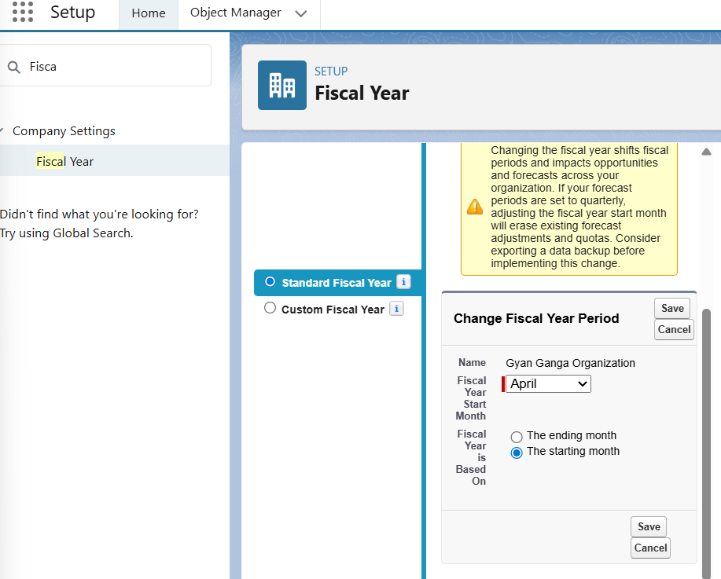 Setup
Home
Object Manager
Fisca
Company Settings
Fiscal Year
Didn't find what you're looking for?
Try using Global Search.
SETUP
Fiscal Year
Standard Fiscal Year i
Custom Fiscal Year i
Changing the fiscal year shifts fiscal
periods and impacts opportunities
and forecasts across your
organization. If your forecast
periods are set to quarterly,
adjusting the fiscal year start month
will erase existing forecast
adjustments and quotas. Consider
exporting a data backup before
implementing this change.
Change Fiscal Year Period
Save
Cancel
Name Gyan Ganga Organization
Fiscal
Year
Start
Month
April
Fiscal
Year
is
Based
On
The ending month
The starting month
Save
Cancel